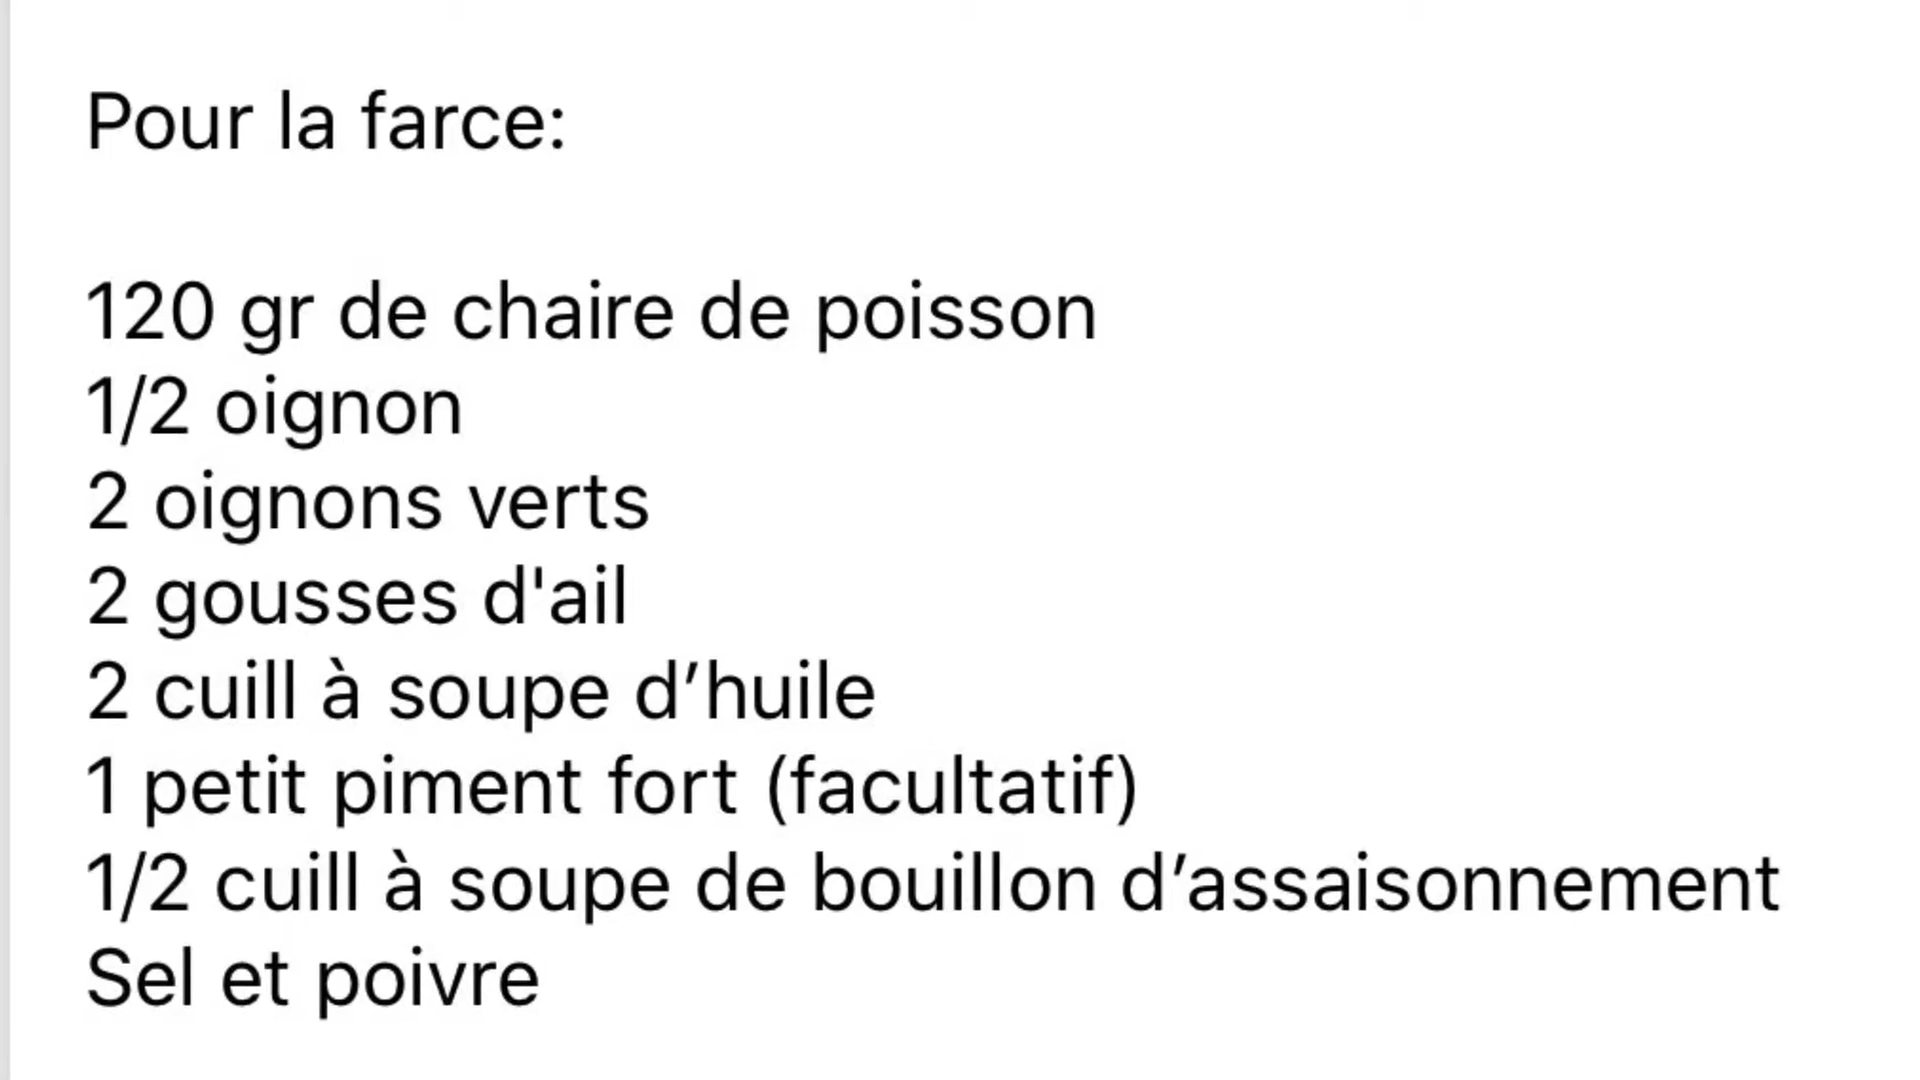 Pour la farce:
120 gr de chaire de poisson
1/2 oignon
2 oignons verts
2 gousses d'ail
2 cuill à soupe d’huile
1 petit piment fort (facultatif)
1/2 cuill à soupe de bouillon d’assaisonnement
Sel et poivre